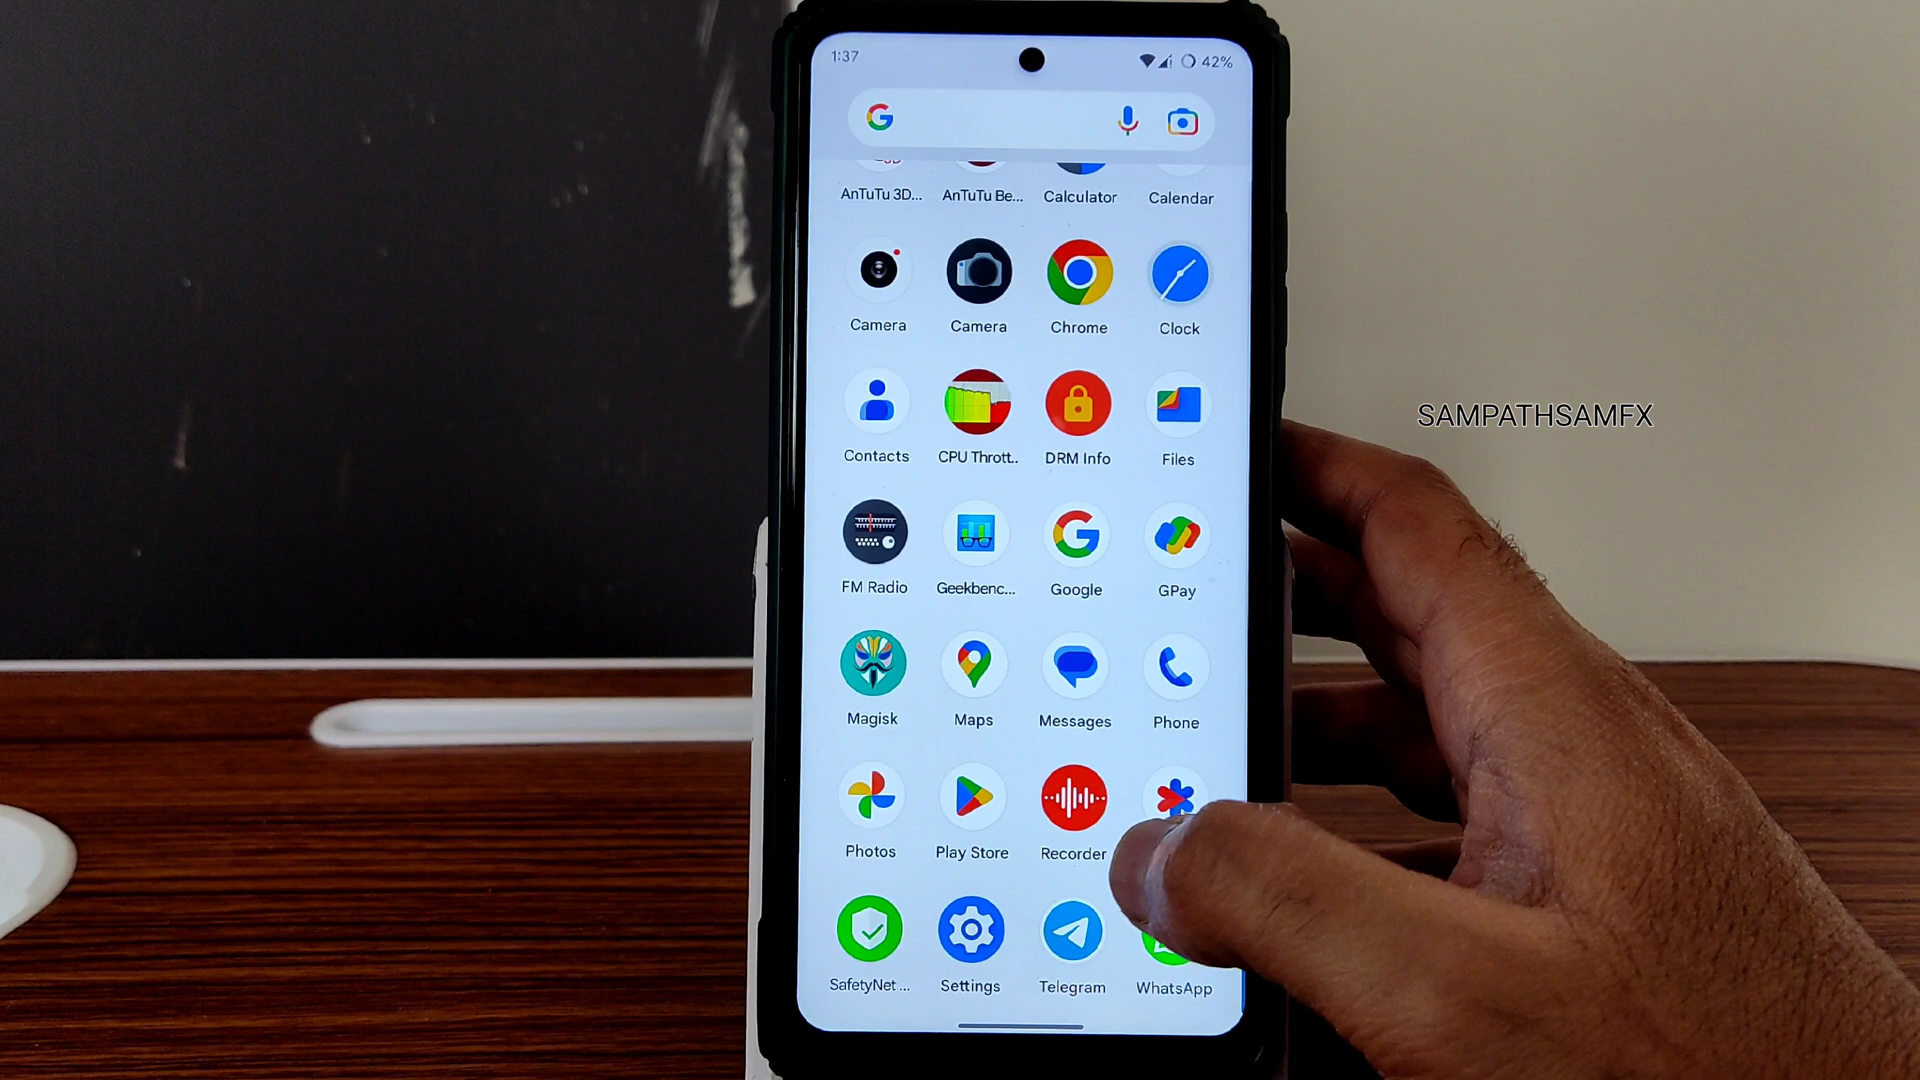 1:37
42%
AnTuTu 3D... AnTuTu Be... Calculator Calendar
Camera Camera Chrome Clock
Contacts CPU Thrott.. DRM Info Files
FM Radio Geekbenc... Google GPay
Magisk Maps Messages Phone
Photos Play Store Recorder
SafetyNet ... Settings Telegram WhatsApp
SAMPATHSAMFX